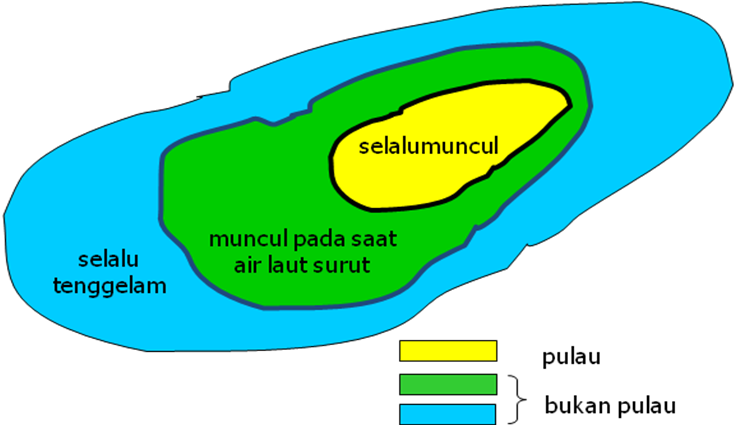 selalumuncul
muncul pada saat
air laut surut
selalu
tenggelam
pulau
bukan pulau